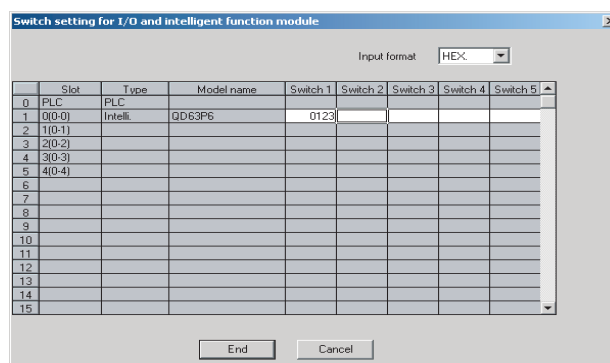 Switch setting for I/O and intelligent function module
Input format HEX.
Slot Type Model name Switch 1 Switch 2 Switch 3 Switch 4 Switch 5
0 PLC PLC
1 0(0-0) Intelli. QD63P6 0123
2 1(0-1)
3 2(0-2)
4 3(0-3)
5 4(0-4)
6
7
8
9
10
11
12
13
14
15
End Cancel